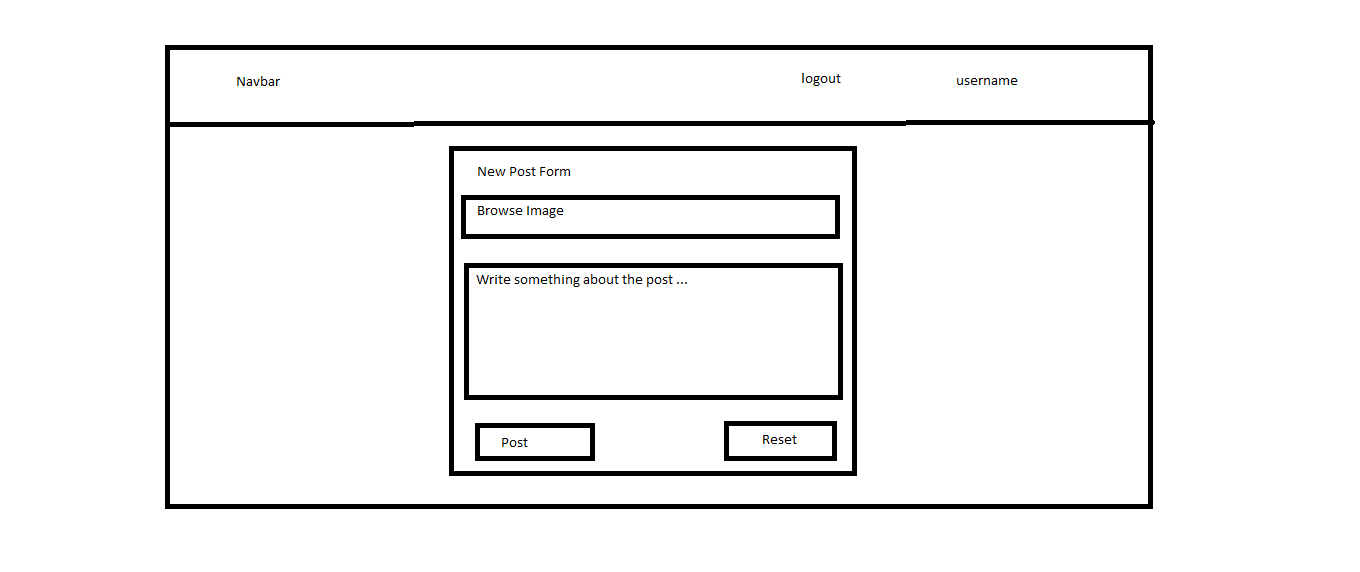 Navbar
logout
username
New Post Form
Browse Image
Write something about the post ...
Post
Reset